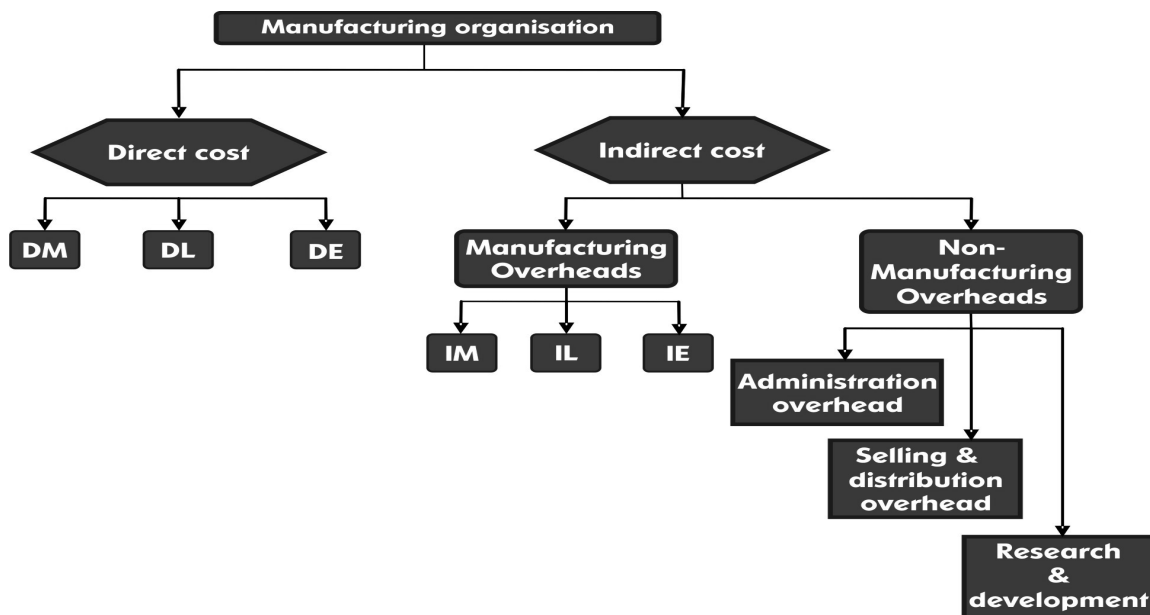 Manufacturing organisation
Direct cost
Indirect cost
DM
DL
DE
Manufacturing
Overheads
Non-
Manufacturing
Overheads
IM
IL
IE
Administration
overhead
Selling &
distribution
overhead
Research
&
development